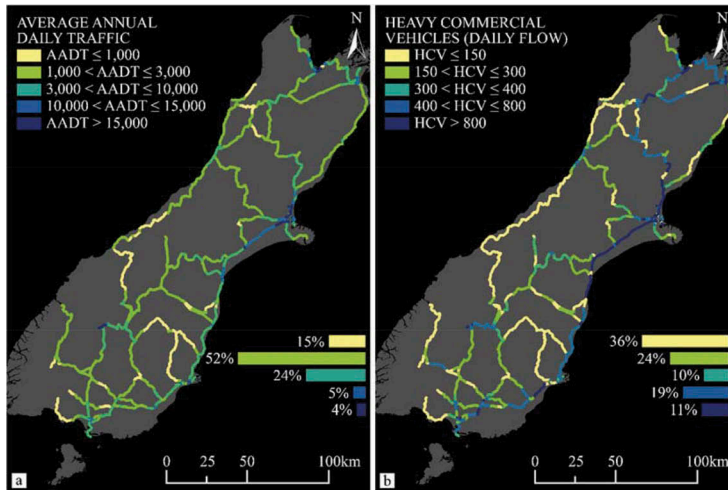 AVERAGE ANNUAL
DAILY TRAFFIC
AADT ≤ 1,000
1,000 < AADT ≤ 3,000
3,000 < AADT ≤ 10,000
10,000 < AADT ≤ 15,000
AADT > 15,000
N
15%
52%
24%
5%
4%
0 25 50 100km
a
HEAVY COMMERCIAL
VEHICLES (DAILY FLOW)
HCV ≤ 150
150 < HCV ≤ 300
300 < HCV ≤ 400
400 < HCV ≤ 800
HCV > 800
N
36%
24%
10%
19%
11%
0 25 50 100km
b